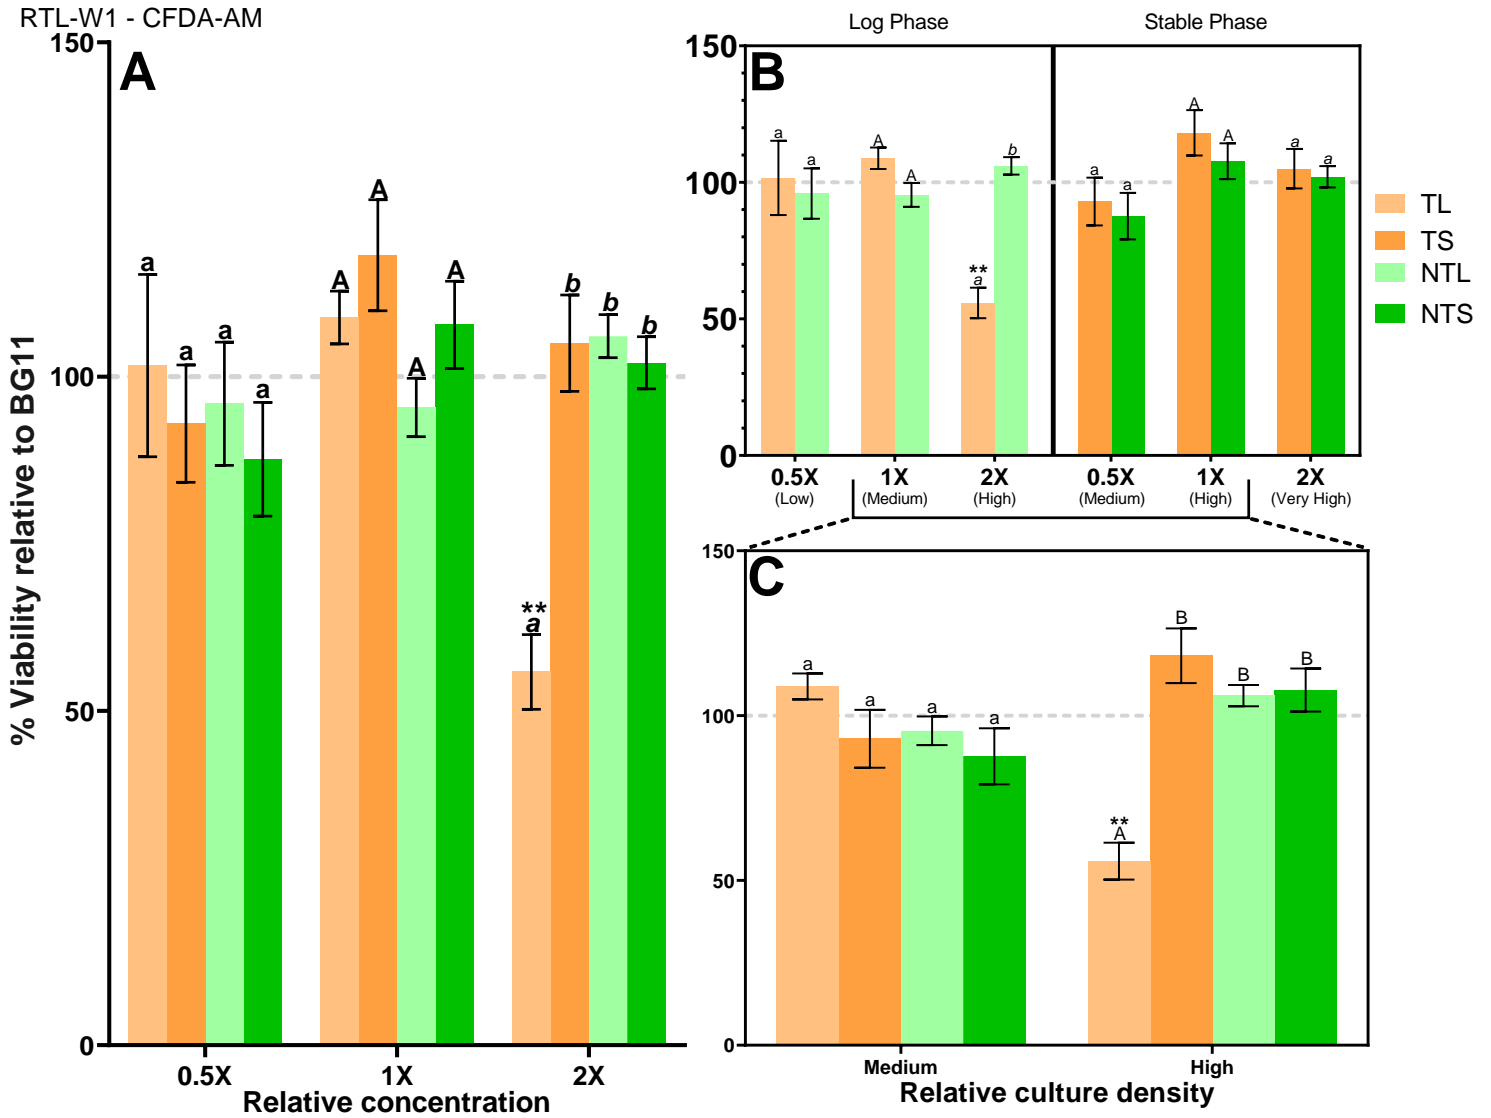 RTL-W1 - CFDA-AM
A
% Viability relative to BG11
150
100
50
0
a
a
a
a
A
A
A
A
**
a
b
b
b
0.5X
1X
2X
Relative concentration
Log Phase
Stable Phase
B
150
100
50
0
a
a
A
A
**
a
b
a
a
A
A
a
a
0.5X
1X
2X
0.5X
1X
2X
(Low)
(Medium)
(High)
(Medium)
(High)
(Very High)
TL
TS
NTL
NTS
C
150
100
50
0
a
a
a
a
**
A
B
B
B
Medium
High
Relative culture density